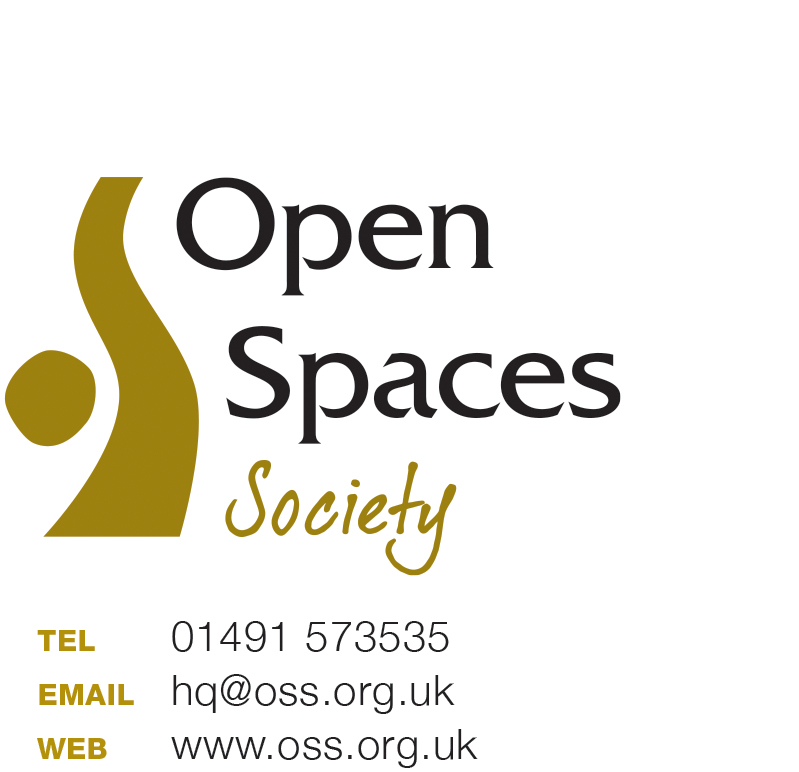 Open
Spaces
Society
TEL 01491 573535
EMAIL hq@oss.org.uk
WEB www.oss.org.uk